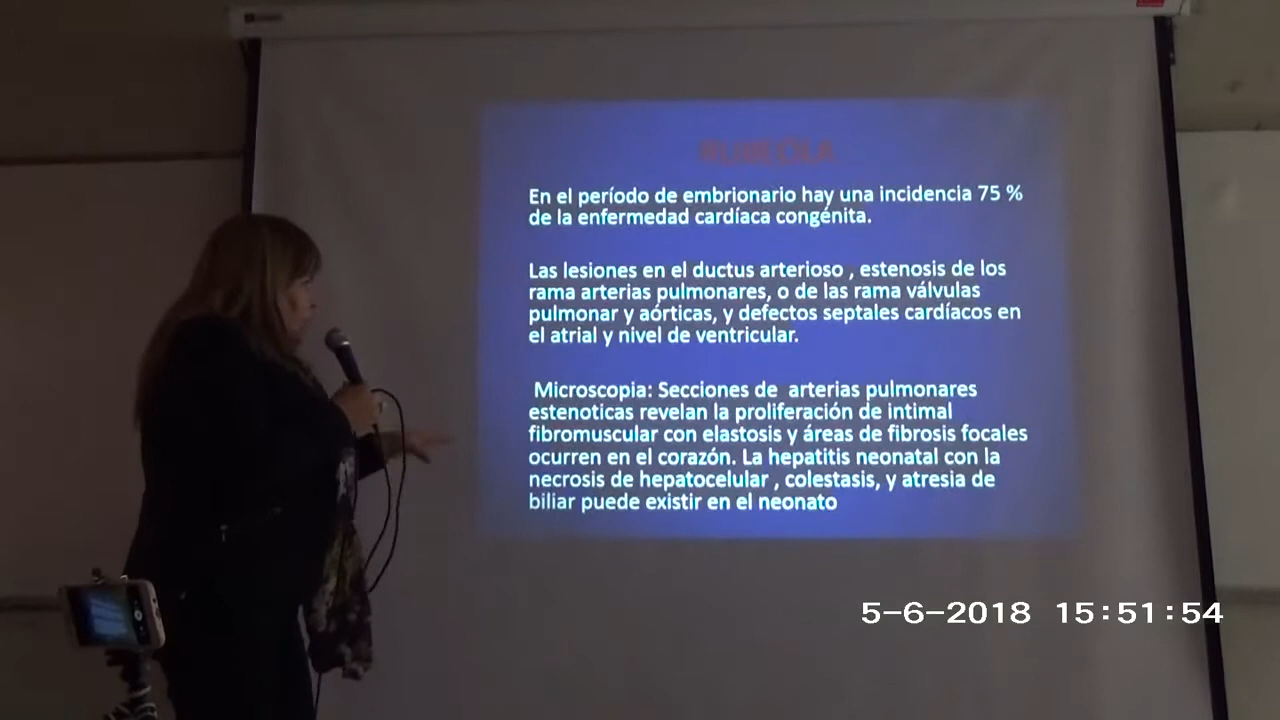 RUBEOLA
En el período de embrionario hay una incidencia 75 %
de la enfermedad cardíaca congénita.
Las lesiones en el ductus arterioso , estenosis de los
rama arterias pulmonares, o de las rama válvulas
pulmonar y aórticas, y defectos septales cardíacos en
el atrial y nivel de ventricular.
Microscopia: Secciones de arterias pulmonares
estenoticas revelan la proliferación de intimal
fibromuscular con elastosis y áreas de fibrosis focales
ocurren en el corazón. La hepatitis neonatal con la
necrosis de hepatocelular , colestasis, y atresia de
biliar puede existir en el neonato
5-6-2018 15:51:54